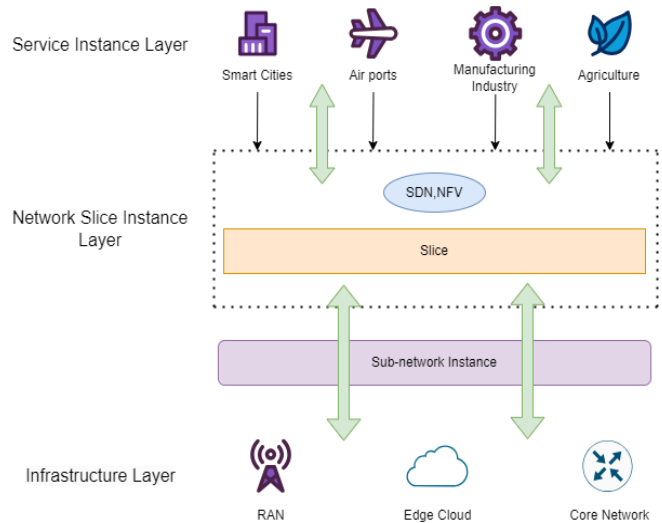 Service Instance Layer
Smart Cities
Air ports
Manufacturing
Industry
Agriculture
SDN,NFV
Network Slice Instance
Layer
Slice
Sub-network Instance
Infrastructure Layer
RAN
Edge Cloud
Core Network